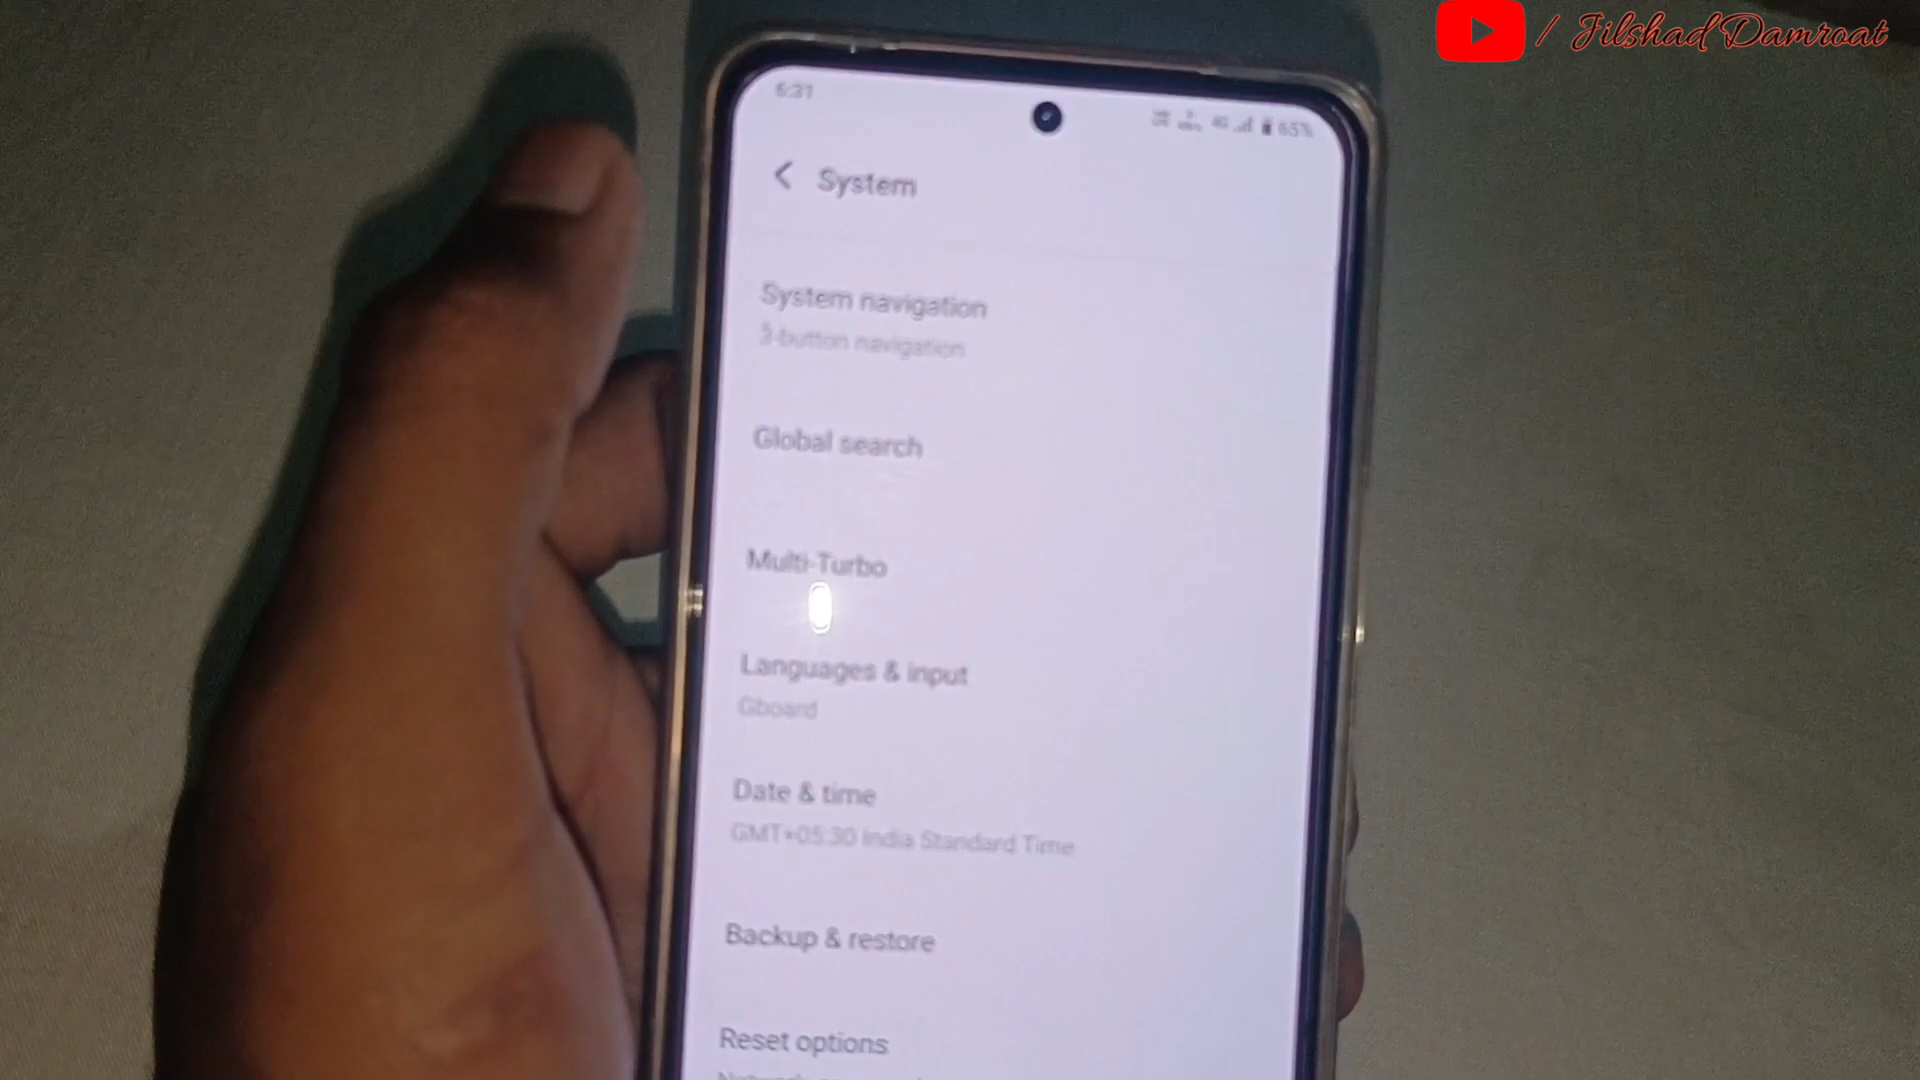 / Jilshad Damroat
6:31
4G 65%
System
System navigation
3-button navigation
Global search
Multi-Turbo
Languages & input
Gboard
Date & time
GMT+05:30 India Standard Time
Backup & restore
Reset options